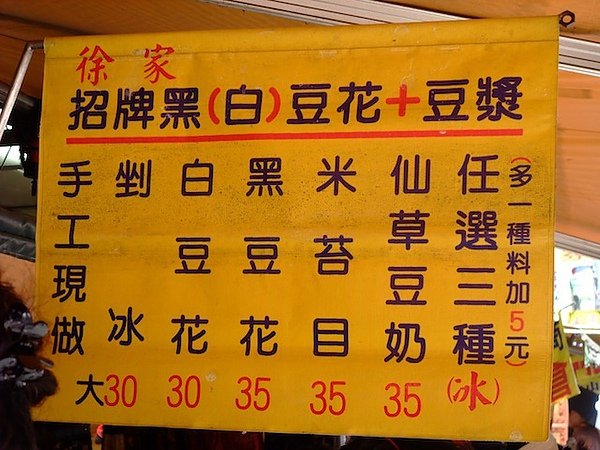 徐家
招牌黑(白)豆花+豆漿
手工現做
剉冰 大30
白豆花 30
黑豆花 35
米苔目 35
仙草豆奶 35
任選三種(冰)
(多一種料加5元)